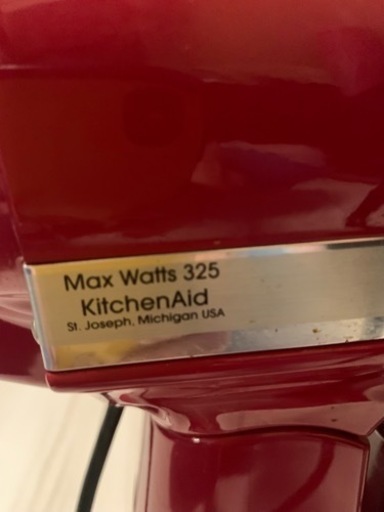 Max Watts 325
KitchenAid
St. Joseph, Michigan USA